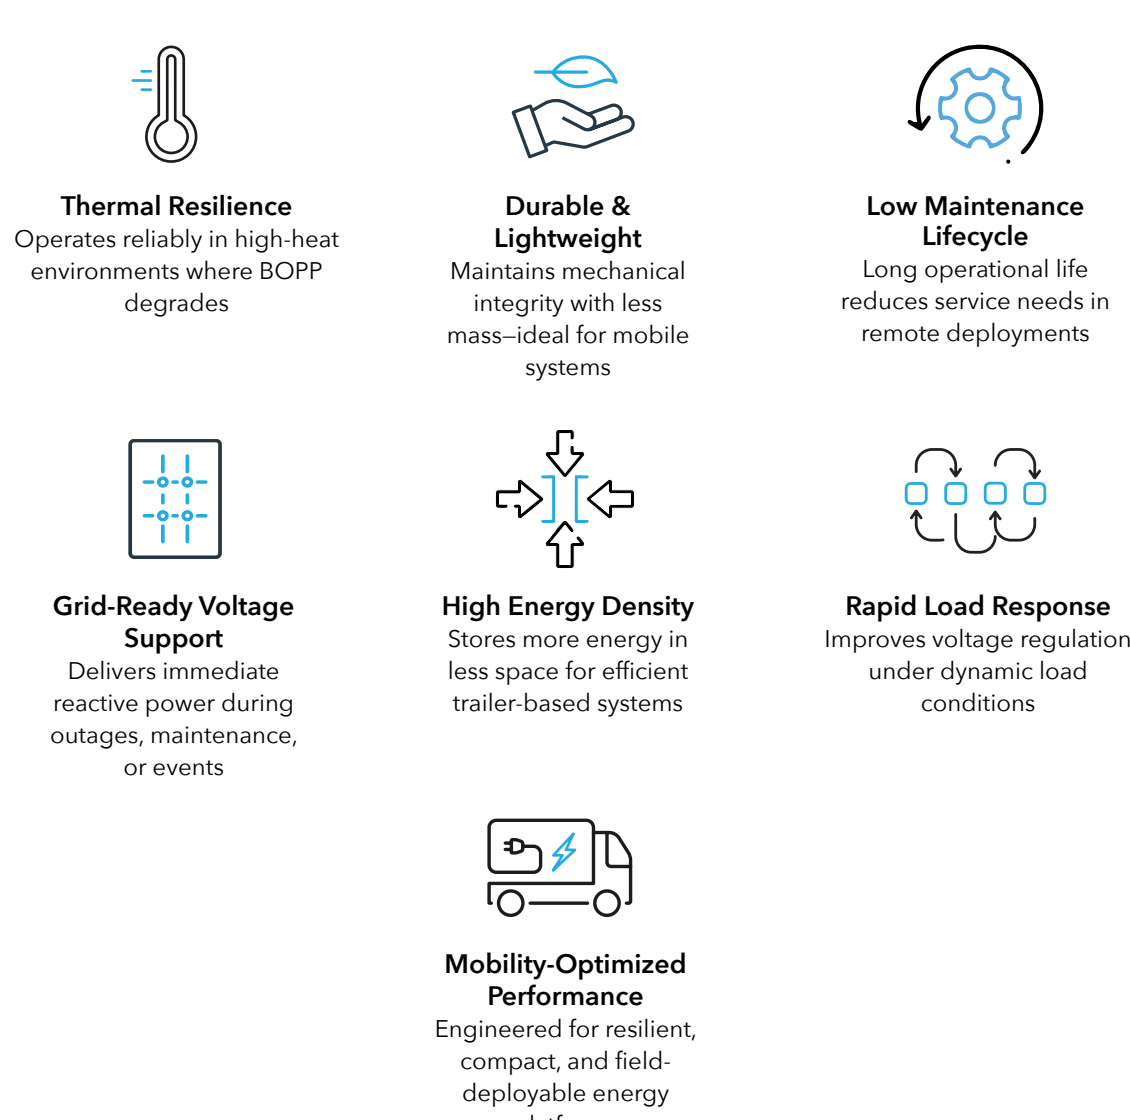 Thermal Resilience
Operates reliably in high-heat
environments where BOPP
degrades
Durable &
Lightweight
Maintains mechanical
integrity with less
mass—ideal for mobile
systems
Low Maintenance
Lifecycle
Long operational life
reduces service needs in
remote deployments
Grid-Ready Voltage
Support
Delivers immediate
reactive power during
outages, maintenance,
or events
High Energy Density
Stores more energy in
less space for efficient
trailer-based systems
Rapid Load Response
Improves voltage regulation
under dynamic load
conditions
Mobility-Optimized
Performance
Engineered for resilient,
compact, and field-
deployable energy